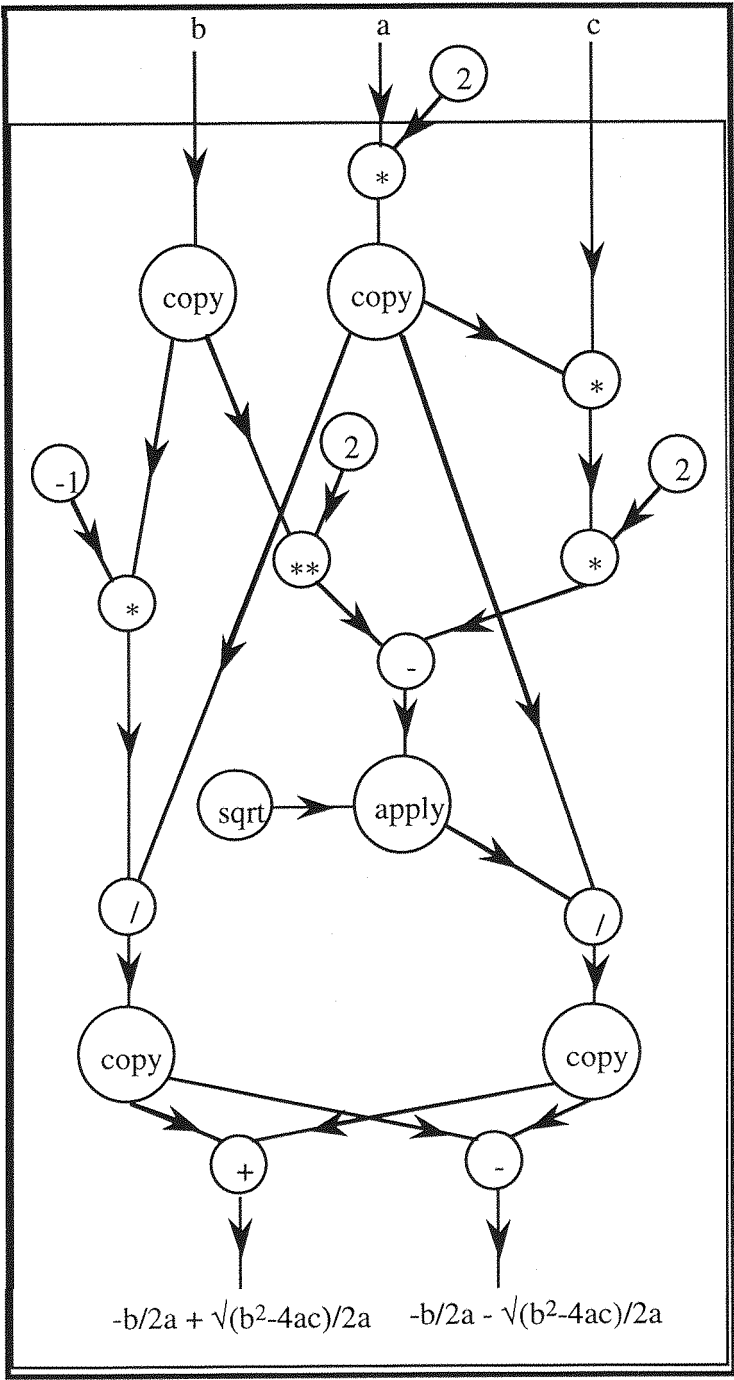 b a c
2
*
copy copy
*
2
-1 2
** *
*
-
sqrt apply
/ /
copy copy
+ -
-b/2a + √(b²-4ac)/2a -b/2a - √(b²-4ac)/2a